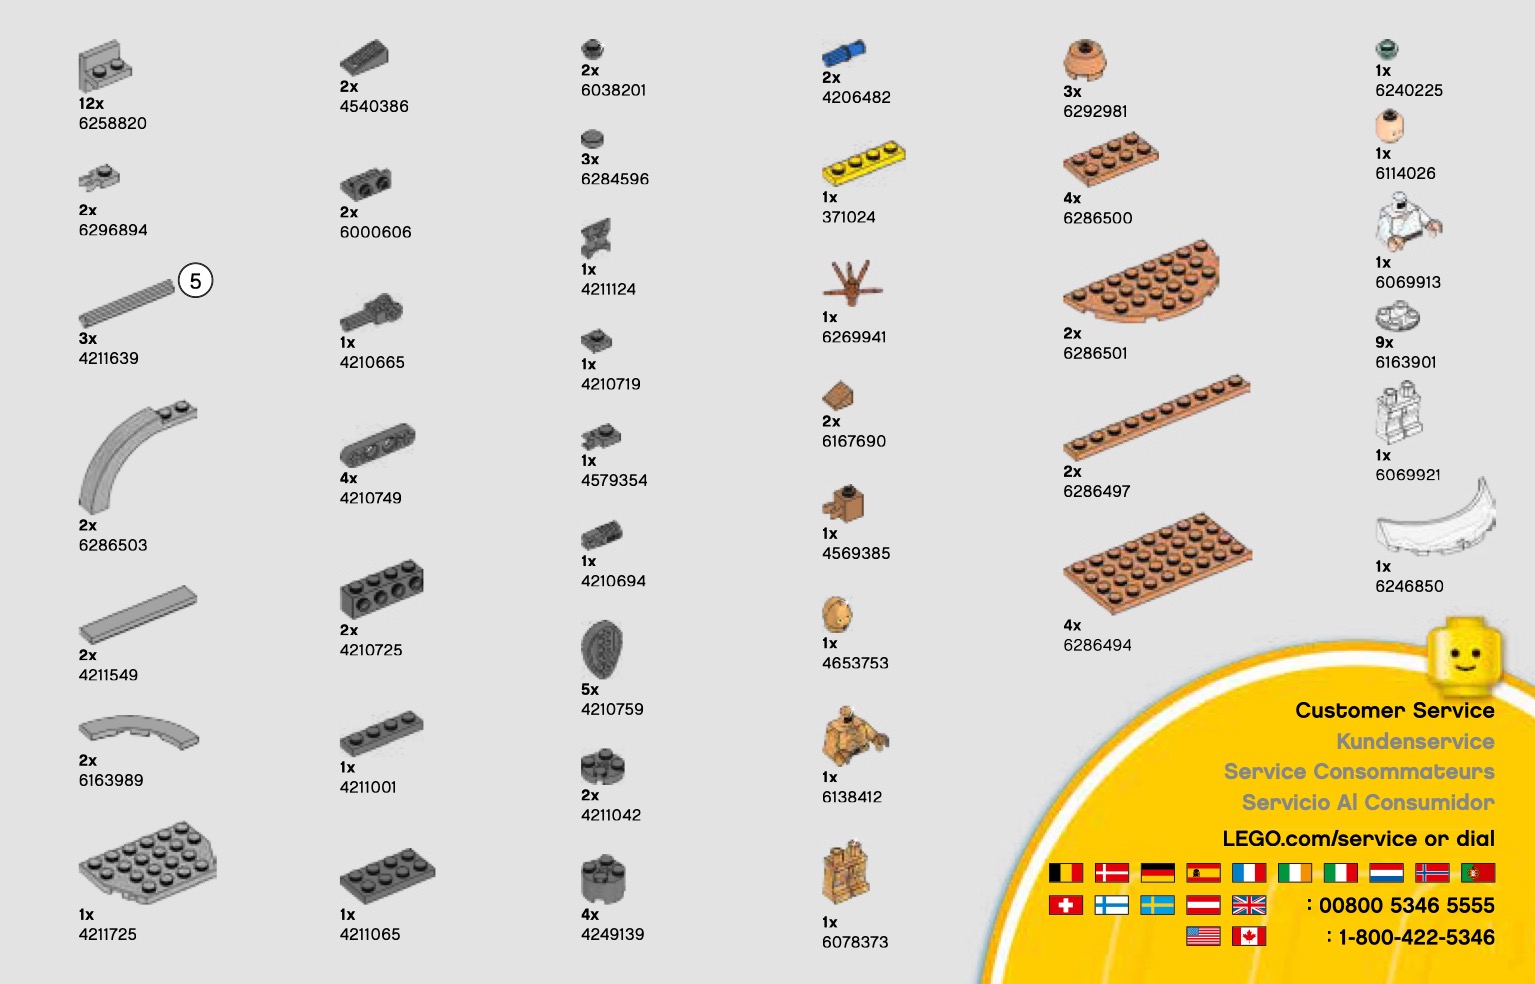 12x
6258820
2x
6296894
5
3x
4211639
2x
6286503
2x
4211549
2x
6163989
1x
4211725
2x
4540386
2x
6000606
1x
4210665
4x
4210749
2x
4210725
1x
4211001
1x
4211065
2x
6038201
3x
6284596
1x
4211124
1x
4210719
1x
4579354
1x
4210694
5x
4210759
2x
4211042
4x
4249139
2x
4206482
1x
371024
1x
6269941
2x
6167690
1x
4569385
1x
4653753
1x
6138412
1x
6078373
3x
6292981
4x
6286500
2x
6286501
2x
6286497
4x
6286494
1x
6240225
1x
6114026
1x
6069913
9x
6163901
1x
6069921
1x
6246850
Customer Service
Kundenservice
Service Consommateurs
Servicio Al Consumidor
LEGO.com/service or dial
: 00800 5346 5555
: 1-800-422-5346